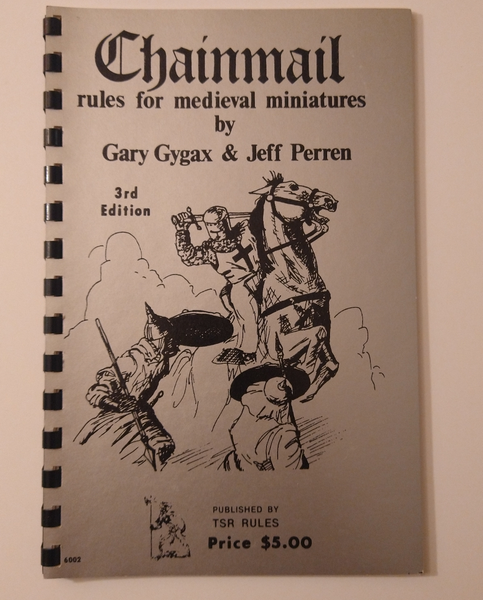 Chainmail
rules for medieval miniatures
by
Gary Gygax & Jeff Perren
3rd
Edition
PUBLISHED BY
TSR RULES
Price $5.00
6002